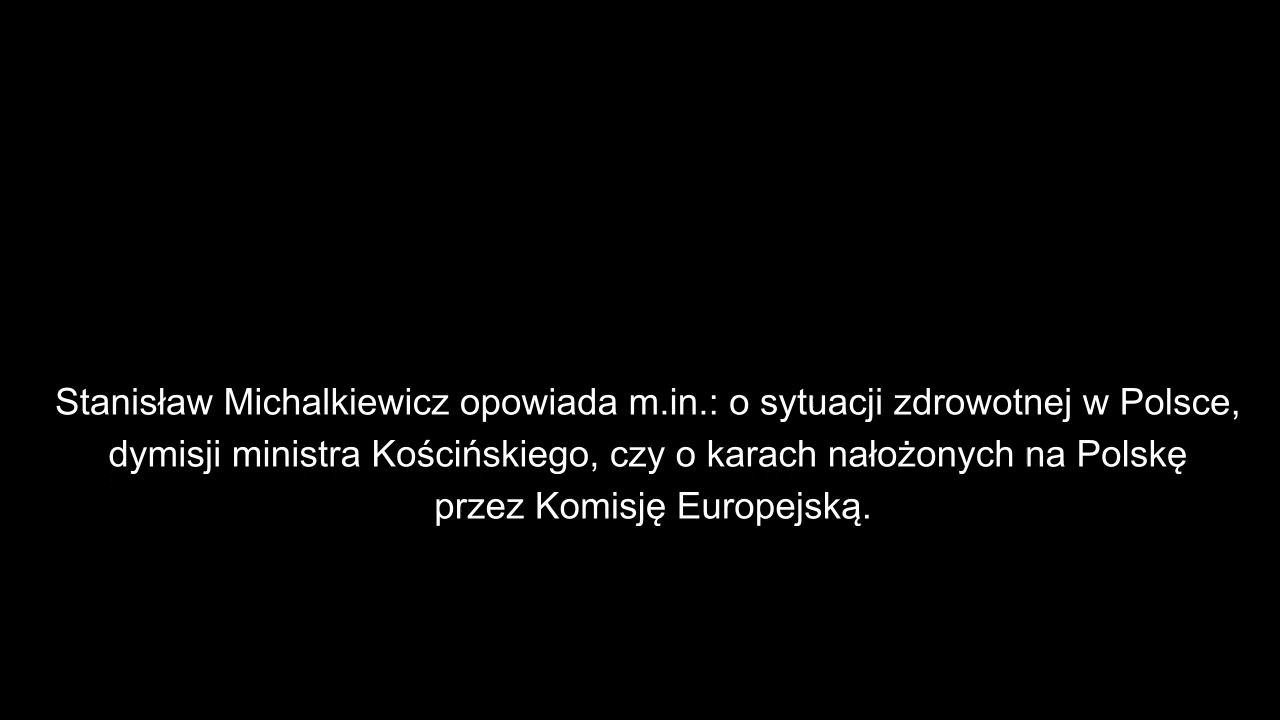 Stanisław Michalkiewicz opowiada m.in.: o sytuacji zdrowotnej w Polsce,
dymisji ministra Kościńskiego, czy o karach nałożonych na Polskę
przez Komisję Europejską.